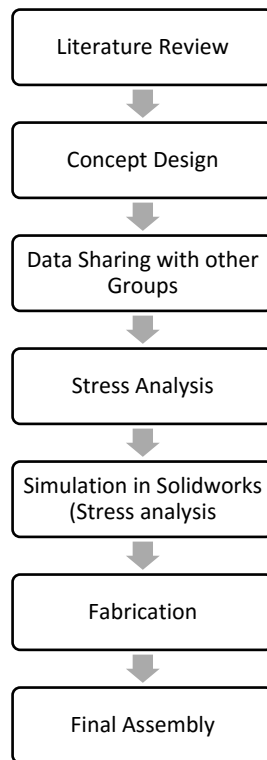 Literature Review
Concept Design
Data Sharing with other
Groups
Stress Analysis
Simulation in Solidworks
(Stress analysis
Fabrication
Final Assembly